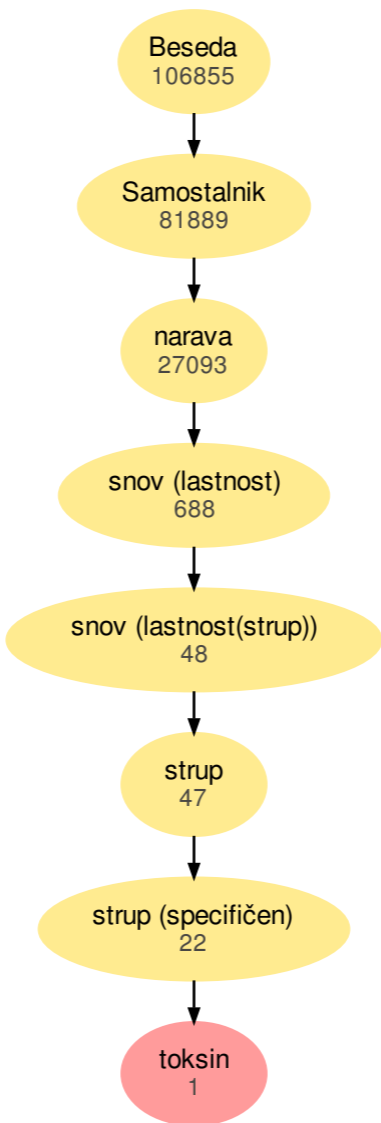 Beseda
106855
Samostalnik
81889
narava
27093
snov (lastnost)
688
snov (lastnost(strup))
48
strup
47
strup (specifičen)
22
toksin
1